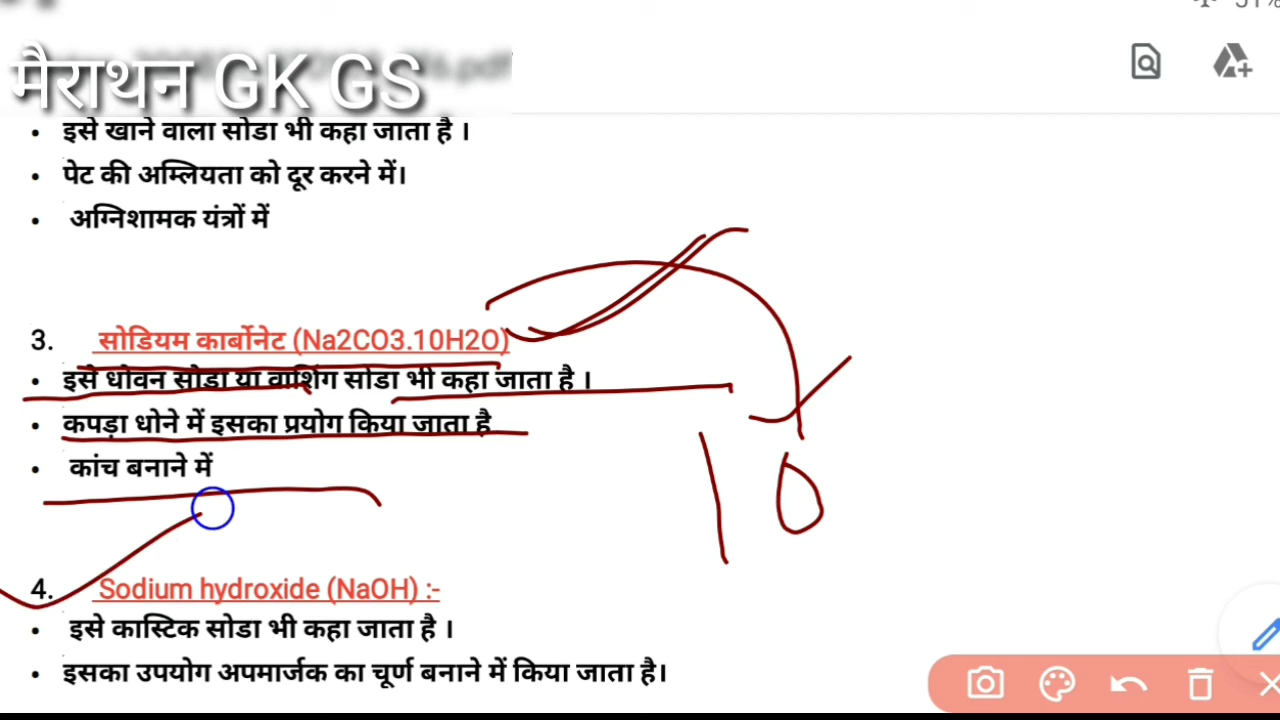 मैराथन GK GS
• इसे खाने वाला सोडा भी कहा जाता है ।
• पेट की अम्लियता को दूर करने में।
• अग्निशामक यंत्रों में
3. सोडियम कार्बोनेट (Na2CO3.10H2O)
• इसे धोवन सोडा या वाशिंग सोडा भी कहा जाता है ।
• कपड़ा धोने में इसका प्रयोग किया जाता है
• कांच बनाने में
10
4. Sodium hydroxide (NaOH) :-
• इसे कास्टिक सोडा भी कहा जाता है ।
• इसका उपयोग अपमार्जक का चूर्ण बनाने में किया जाता है।